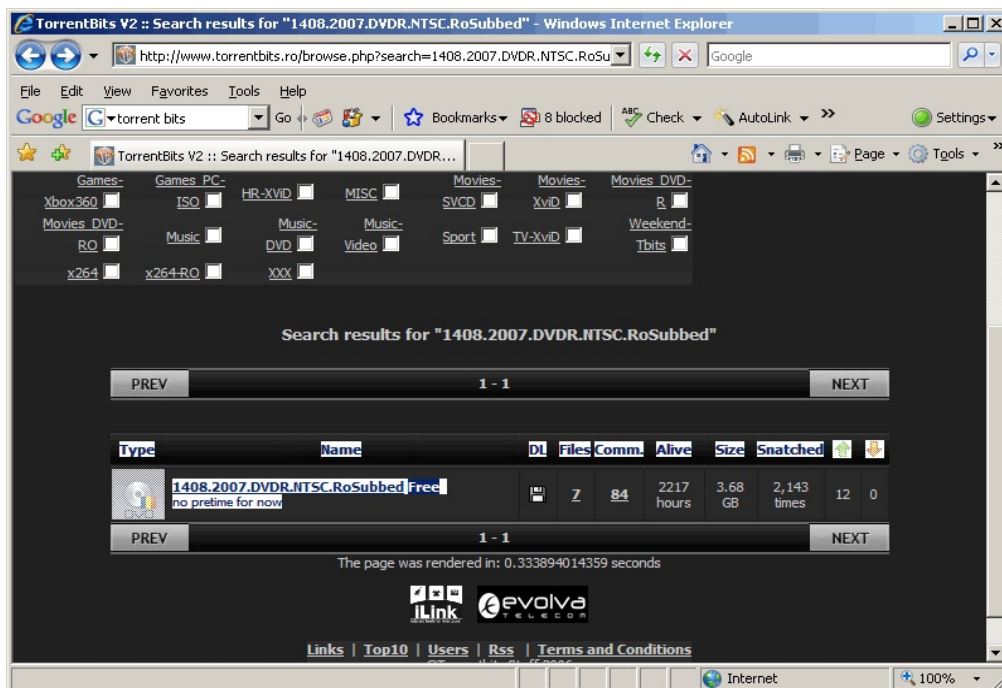 TorrentBits V2 :: Search results for "1408.2007.DVDR.NTSC.RoSubbed" - Windows Internet Explorer
http://www.torrentbits.ro/browse.php?search=1408.2007.DVDR.NTSC.RoSu
Google
File Edit View Favorites Tools Help
Google G torrent bits Go Bookmarks 8 blocked ABC Check AutoLink » Settings
TorrentBits V2 :: Search results for "1408.2007.DVDR... Page Tools »
Games-Xbox360 Games PC-ISO HR-XViD MISC Movies-SVCD Movies-XviD Movies DVD-R
Movies DVD-RO Music Music-DVD Music-Video Sport TV-XviD Weekend-Tbits
x264 x264-RO XXX
Search results for "1408.2007.DVDR.NTSC.RoSubbed"
PREV 1 - 1 NEXT
Type Name DL Files Comm. Alive Size Snatched
1408.2007.DVDR.NTSC.RoSubbed Free
no pretime for now
7 84 2217 hours 3.68 GB 2,143 times 12 0
DVD
PREV 1 - 1 NEXT
The page was rendered in: 0.333894014359 seconds
iLink evolva TELECOM
Links | Top10 | Users | Rss | Terms and Conditions
Internet 100%